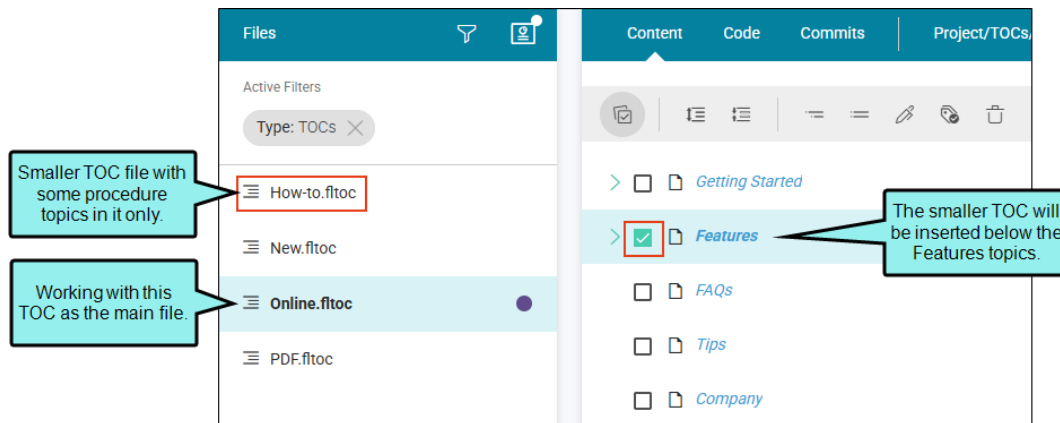 Files
Content Code Commits Project/TOCs/
Active Filters
Type: TOCs
Smaller TOC file with
some procedure
topics in it only.
How-to.fltoc
New.fltoc
Working with this
TOC as the main file.
Online.fltoc
PDF.fltoc
Getting Started
Features
The smaller TOC will
be inserted below the
Features topics.
FAQs
Tips
Company